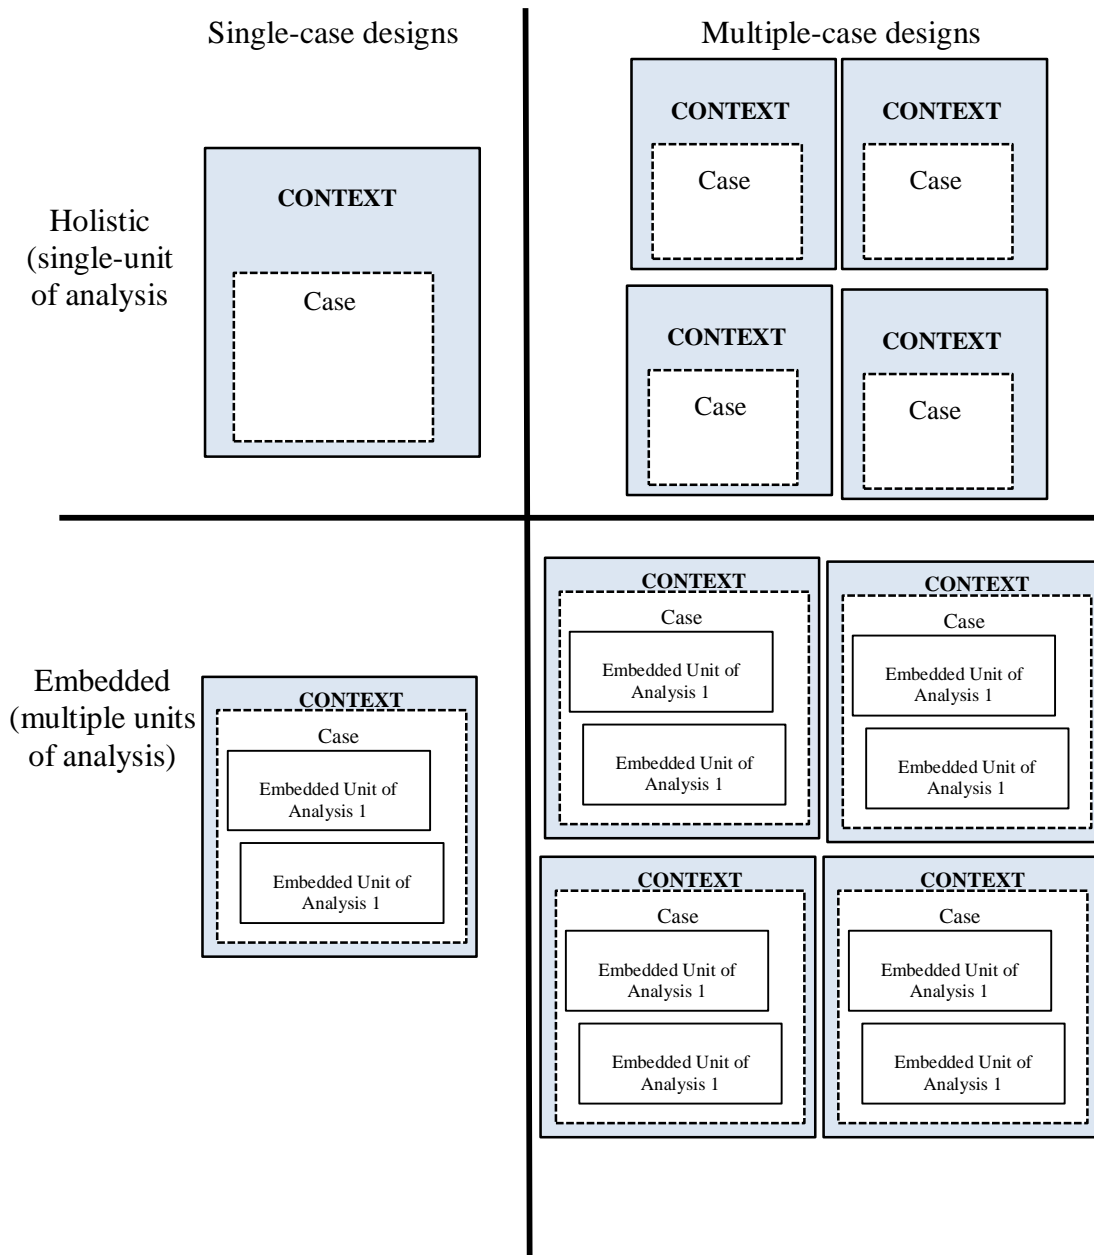 Single-case designs
Multiple-case designs
Holistic
(single-unit
of analysis
CONTEXT
Case
CONTEXT
Case
CONTEXT
Case
CONTEXT
Case
CONTEXT
Case
Embedded
(multiple units
of analysis)
CONTEXT
Case
Embedded Unit of
Analysis 1
Embedded Unit of
Analysis 1
CONTEXT
Case
Embedded Unit of
Analysis 1
Embedded Unit of
Analysis 1
CONTEXT
Case
Embedded Unit of
Analysis 1
Embedded Unit of
Analysis 1
CONTEXT
Case
Embedded Unit of
Analysis 1
Embedded Unit of
Analysis 1
CONTEXT
Case
Embedded Unit of
Analysis 1
Embedded Unit of
Analysis 1